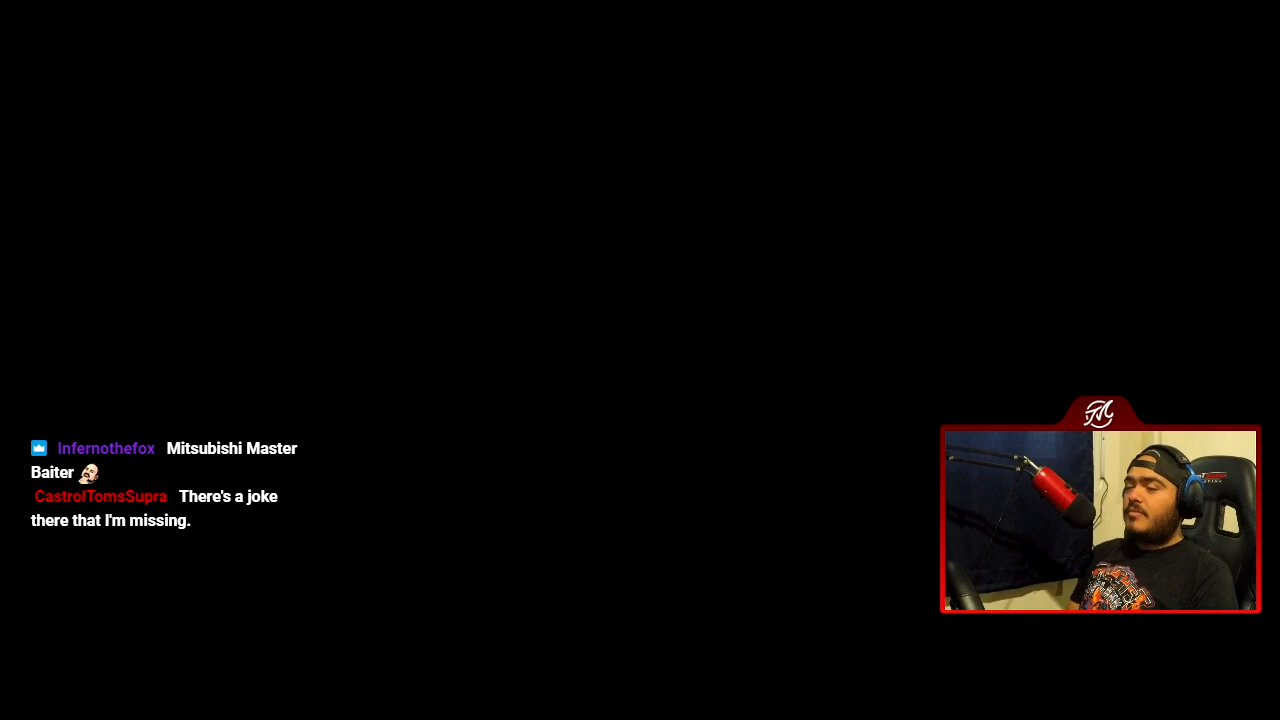 Infernothefox Mitsubishi Master
Baiter
CastrolTomsSupra There's a joke
there that I'm missing.